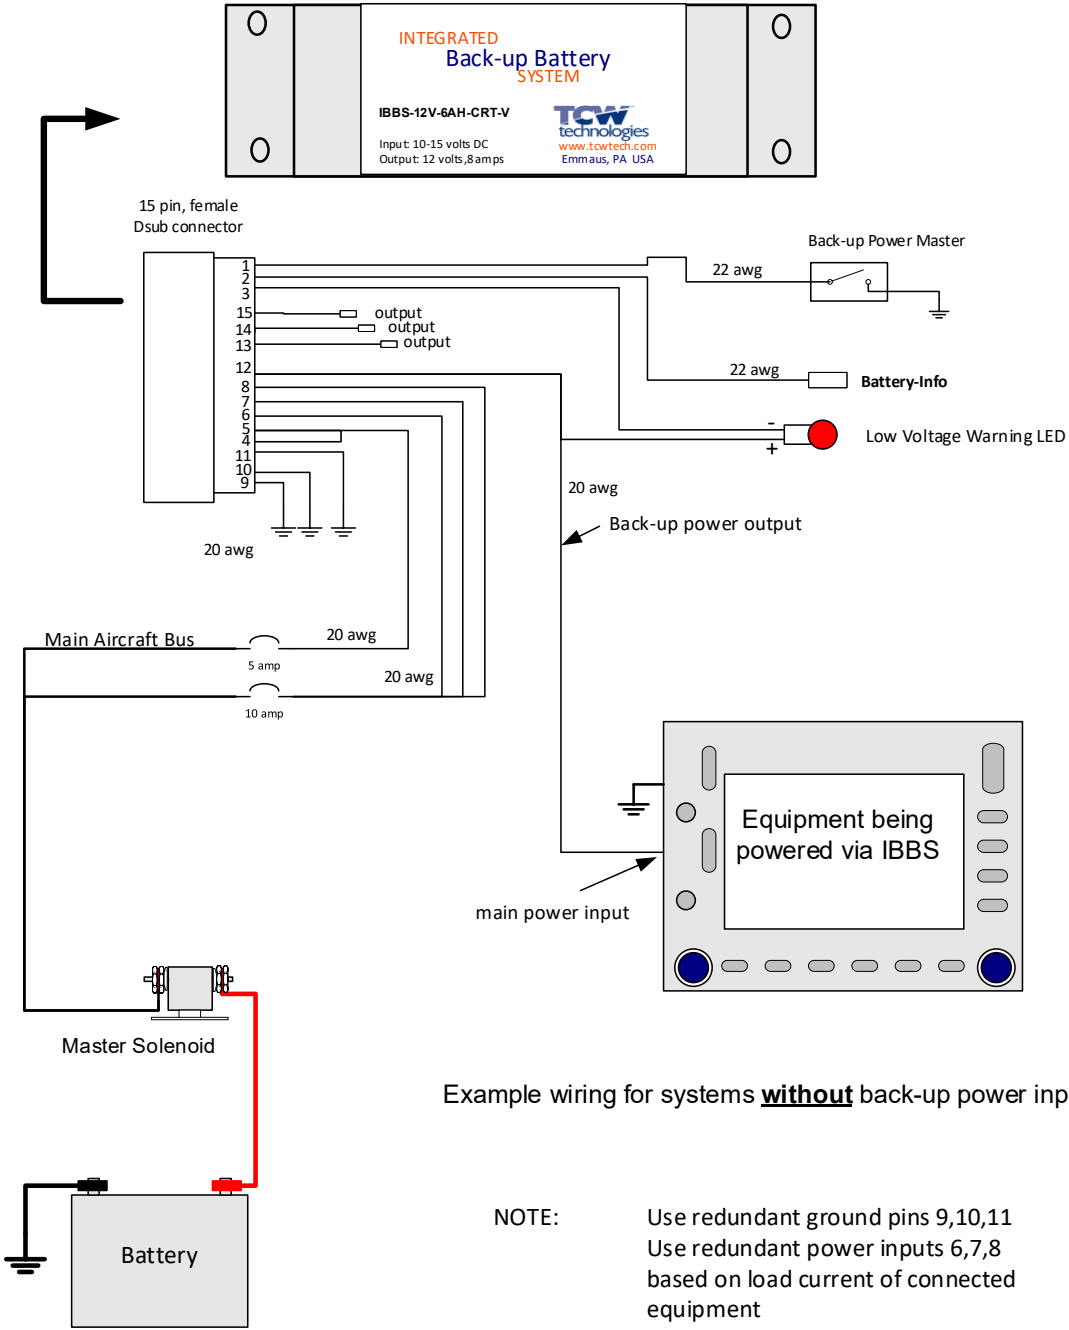 INTEGRATED
Back-up Battery
SYSTEM
IBBS-12V-6AH-CRT-V
Input: 10-15 volts DC
Output: 12 volts,8 amps
TCW
technologies
www.tcwtech.com
Emmaus, PA USA
15 pin, female
Dsub connector
1
2
3
15
14
13
12
8
7
6
5
4
11
10
9
output
output
output
22 awg
Back-up Power Master
22 awg
Battery-Info
-
+
Low Voltage Warning LED
20 awg
Back-up power output
20 awg
Main Aircraft Bus
5 amp
20 awg
20 awg
10 amp
Equipment being
powered via IBBS
main power input
Master Solenoid
Example wiring for systems without back-up power inp
Battery
NOTE:
Use redundant ground pins 9,10,11
Use redundant power inputs 6,7,8
based on load current of connected
equipment